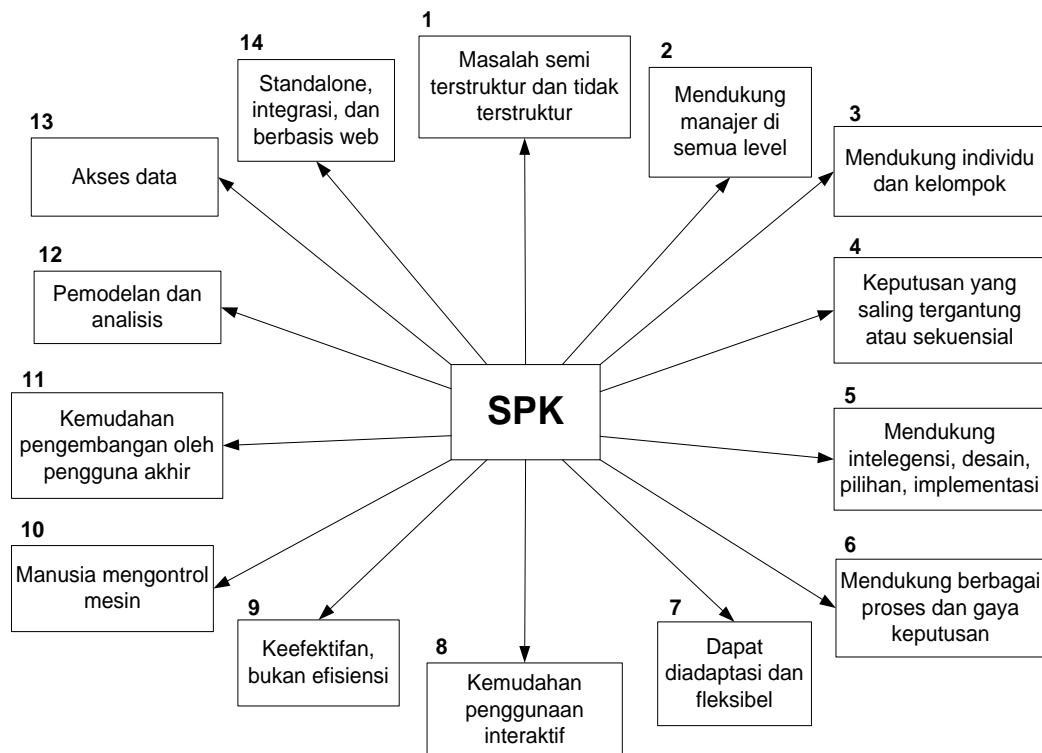 1
Masalah semi
terstruktur dan tidak
terstruktur
2
Mendukung
manajer di
semua level
3
Mendukung individu
dan kelompok
4
Keputusan yang
saling tergantung
atau sekuensial
5
Mendukung
intelegensi, desain,
pilihan, implementasi
6
Mendukung berbagai
proses dan gaya
keputusan
7
Dapat
diadaptasi dan
fleksibel
8
Kemudahan
penggunaan
interaktif
9
Keefektifan,
bukan efisiensi
10
Manusia mengontrol
mesin
11
Kemudahan
pengembangan oleh
pengguna akhir
12
Pemodelan dan
analisis
13
Akses data
14
Standalone,
integrasi, dan
berbasis web
SPK